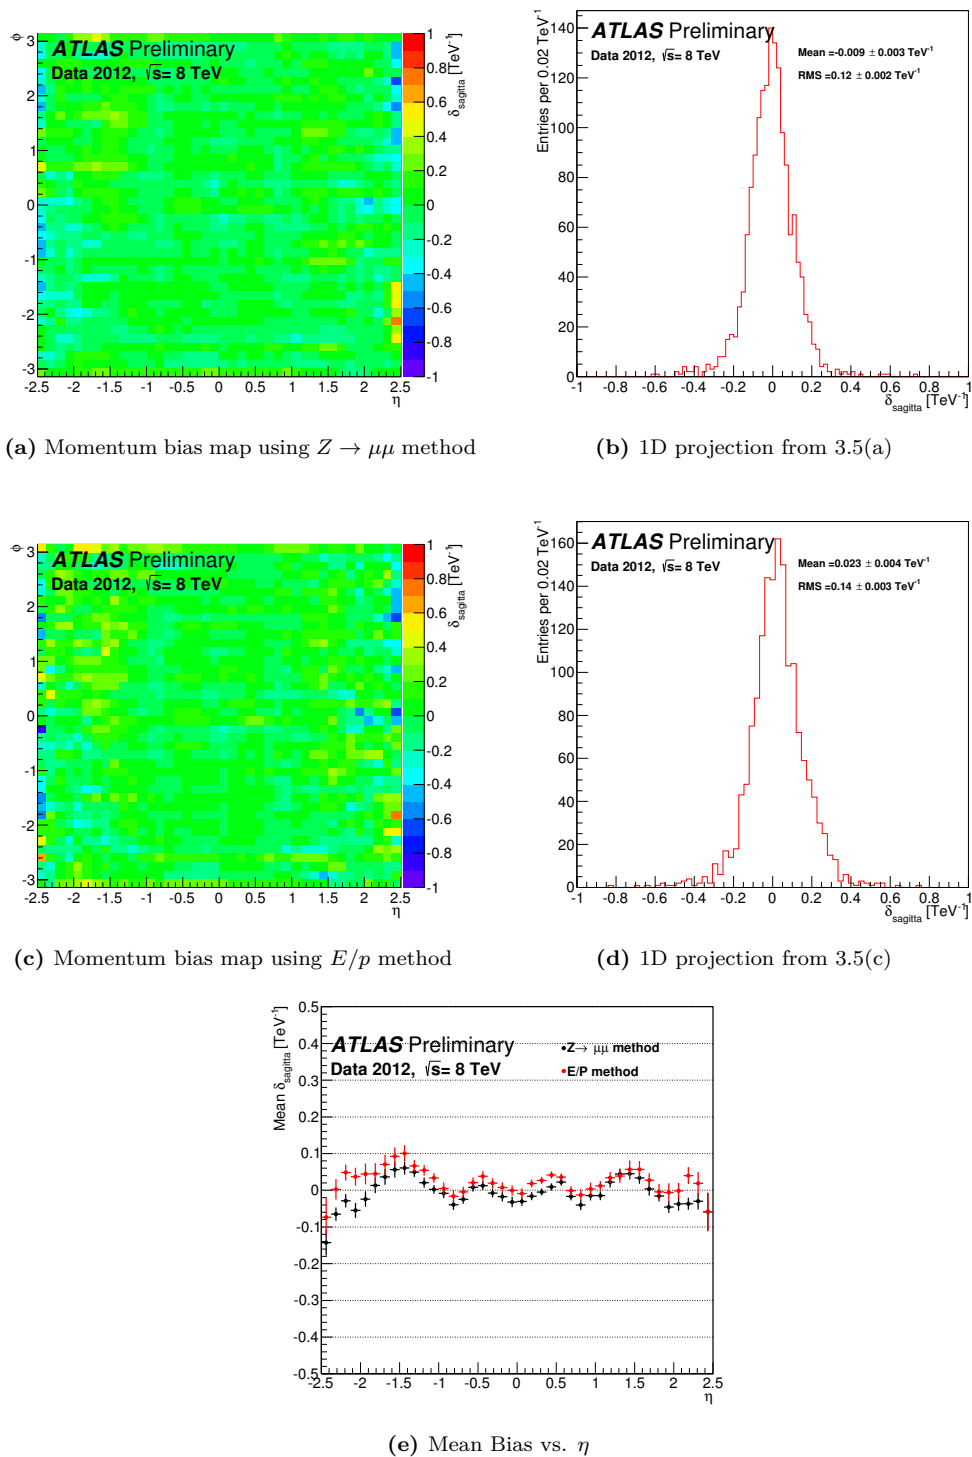 ATLAS Preliminary
Data 2012, √s= 8 TeV
ϕ
3
2
1
0
-1
-2
-3
-2.5 -2 -1.5 -1 -0.5 0 0.5 1 1.5 2 2.5
η
1
0.8
0.6
0.4
0.2
0
-0.2
-0.4
-0.6
-0.8
-1
δsagitta [TeV⁻¹]
(a) Momentum bias map using Z → μμ method
ATLAS Preliminary
Data 2012, √s= 8 TeV
Mean =-0.009 ± 0.003 TeV⁻¹
RMS =0.12 ± 0.002 TeV⁻¹
Entries per 0.02 TeV⁻¹
140
120
100
80
60
40
20
0
-1 -0.8 -0.6 -0.4 -0.2 0 0.2 0.4 0.6 0.8 1
δsagitta [TeV⁻¹]
(b) 1D projection from 3.5(a)
ATLAS Preliminary
Data 2012, √s= 8 TeV
ϕ
3
2
1
0
-1
-2
-3
-2.5 -2 -1.5 -1 -0.5 0 0.5 1 1.5 2 2.5
η
1
0.8
0.6
0.4
0.2
0
-0.2
-0.4
-0.6
-0.8
-1
δsagitta [TeV⁻¹]
(c) Momentum bias map using E/p method
ATLAS Preliminary
Data 2012, √s= 8 TeV
Mean =0.023 ± 0.004 TeV⁻¹
RMS =0.14 ± 0.003 TeV⁻¹
Entries per 0.02 TeV⁻¹
160
140
120
100
80
60
40
20
0
-1 -0.8 -0.6 -0.4 -0.2 0 0.2 0.4 0.6 0.8 1
δsagitta [TeV⁻¹]
(d) 1D projection from 3.5(c)
ATLAS Preliminary
Data 2012, √s= 8 TeV
Z→ μμ method
E/P method
Mean δsagitta [TeV⁻¹]
0.5
0.4
0.3
0.2
0.1
0
-0.1
-0.2
-0.3
-0.4
-0.5
-2.5 -2 -1.5 -1 -0.5 0 0.5 1 1.5 2 2.5
η
(e) Mean Bias vs. η